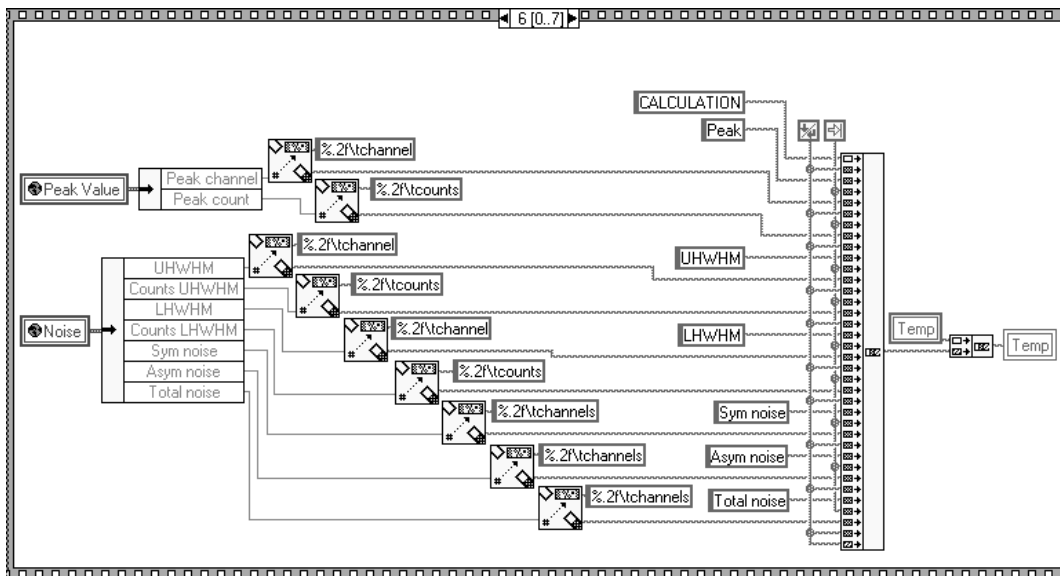 6 [0..7]
CALCULATION
Peak
%.2f\tchannel
Peak Value
Peak channel
Peak count
%.2f\tcounts
%.2f\tchannel
UHWHM
UHWHM
Counts UHWHM
%.2f\tcounts
LHWHM
Noise
Counts LHWHM
%.2f\tchannel
LHWHM
Temp
Temp
Sym noise
Asym noise
Total noise
%.2f\tcounts
%.2f\tchannels
Sym noise
%.2f\tchannels
Asym noise
%.2f\tchannels
Total noise